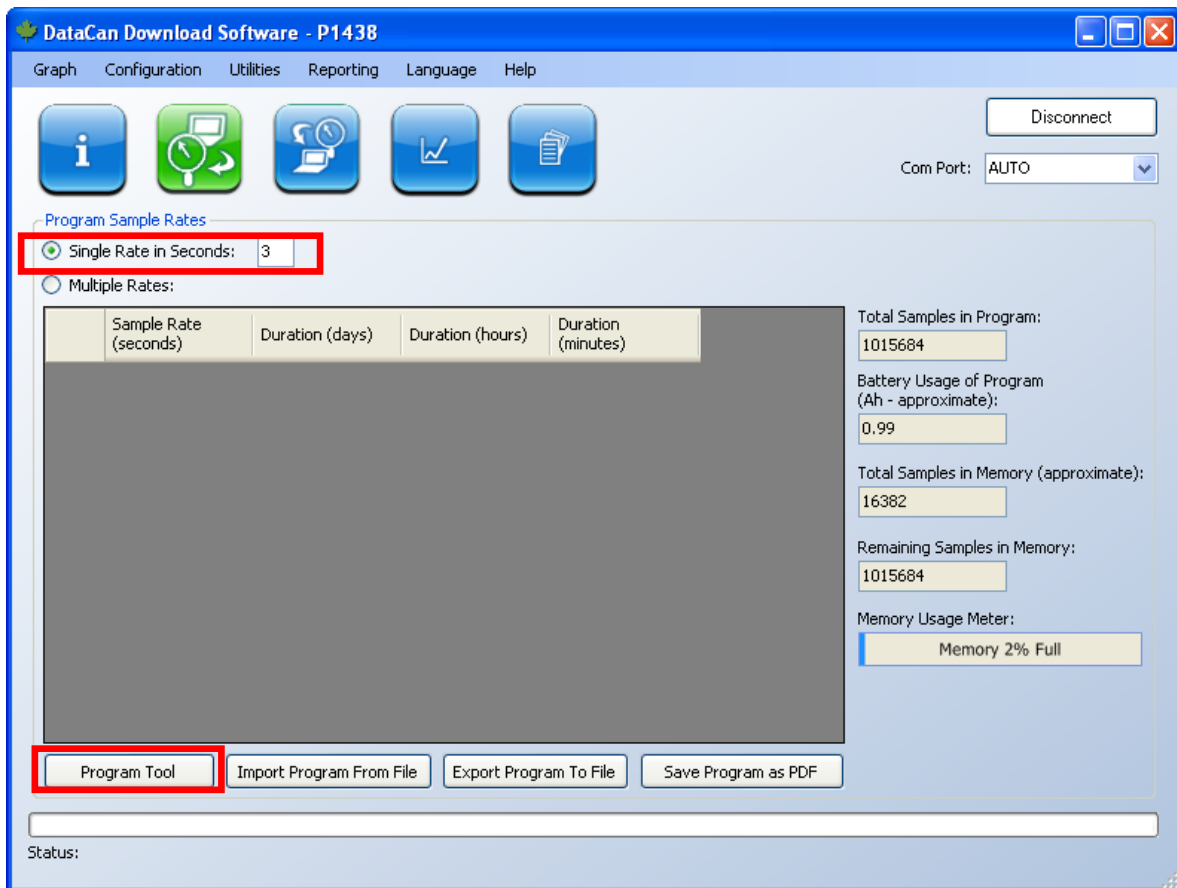 DataCan Download Software - P1438
Graph Configuration Utilities Reporting Language Help
i
Disconnect
Com Port: AUTO
Program Sample Rates
Single Rate in Seconds: 3
Multiple Rates:
Sample Rate
(seconds)
Duration (days)
Duration (hours)
Duration
(minutes)
Total Samples in Program:
1015684
Battery Usage of Program
(Ah - approximate):
0.99
Total Samples in Memory (approximate):
16382
Remaining Samples in Memory:
1015684
Memory Usage Meter:
Memory 2% Full
Program Tool Import Program From File Export Program To File Save Program as PDF
Status: